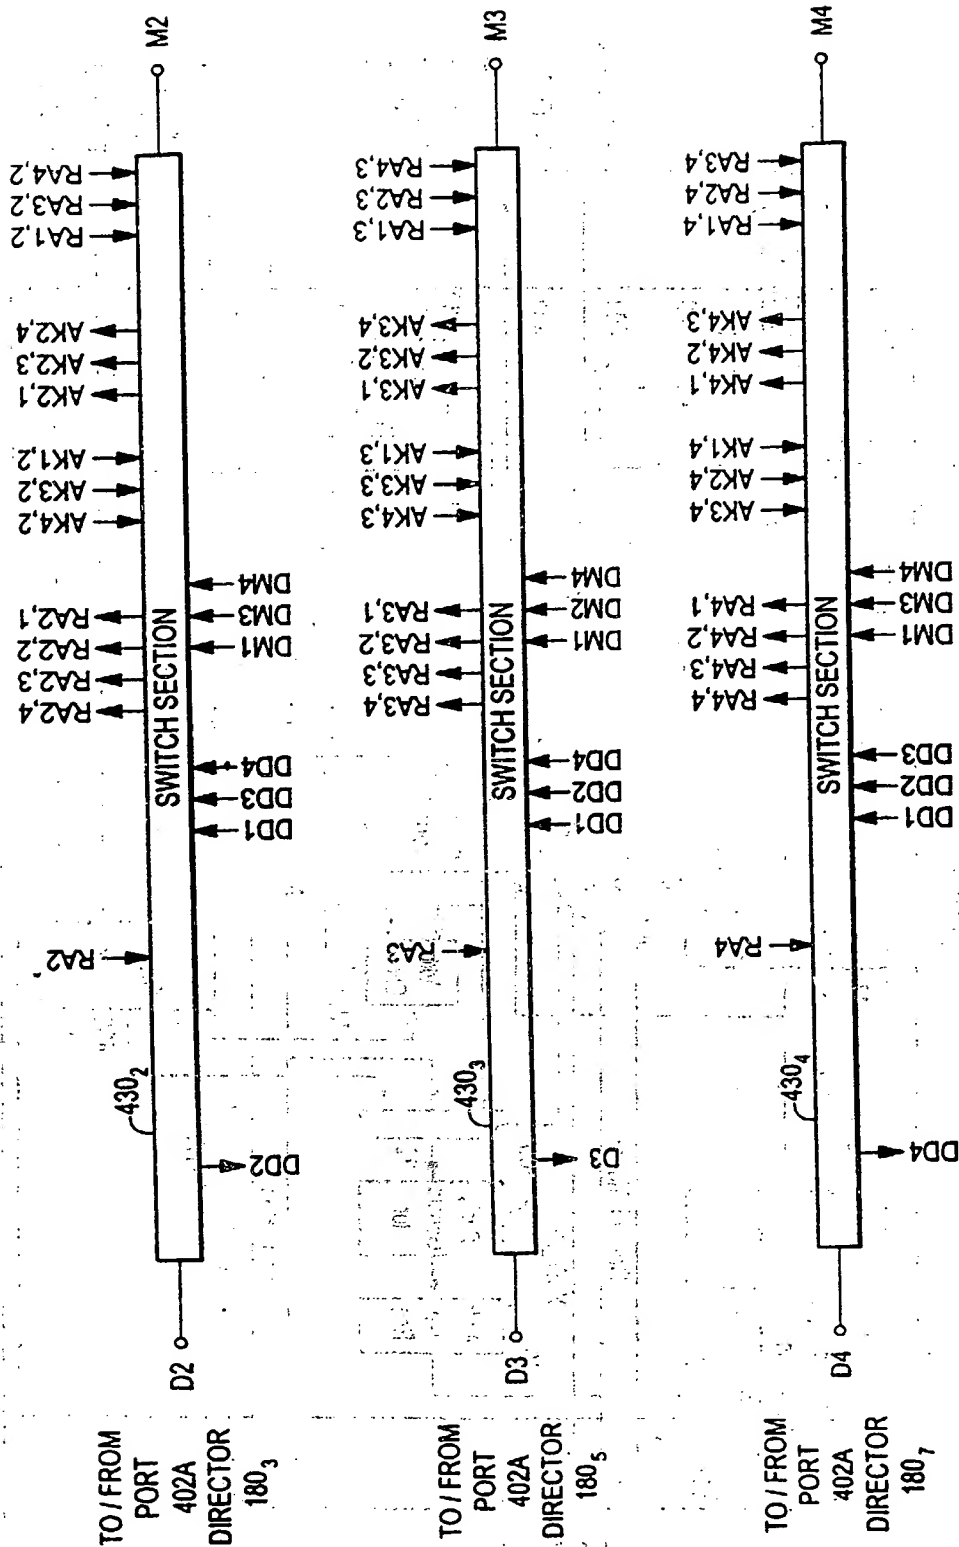 TO / FROM
PORT
402A
DIRECTOR
180₃
D2
430₂
DD2
RA2
DD1
DD3
DD4
SWITCH SECTION
RA2,4
RA2,3
RA2,2
RA2,1
DM1
DM3
DM4
AK4,2
AK3,2
AK1,2
AK2,1
AK2,3
AK2,4
RA1,2
RA3,2
RA4,2
M2
TO / FROM
PORT
402A
DIRECTOR
180₅
D3
430₃
D3
RA3
DD1
DD2
DD4
SWITCH SECTION
RA3,4
RA3,3
RA3,2
RA3,1
DM1
DM2
DM4
AK4,3
AK3,3
AK1,3
AK3,1
AK3,2
AK3,4
RA1,3
RA2,3
RA4,3
M3
TO / FROM
PORT
402A
DIRECTOR
180₇
D4
430₄
DD4
RA4
DD1
DD2
DD3
SWITCH SECTION
RA4,4
RA4,3
RA4,2
RA4,1
DM1
DM3
DM4
AK3,4
AK2,4
AK1,4
AK4,1
AK4,2
AK4,3
RA1,4
RA2,4
RA3,4
M4